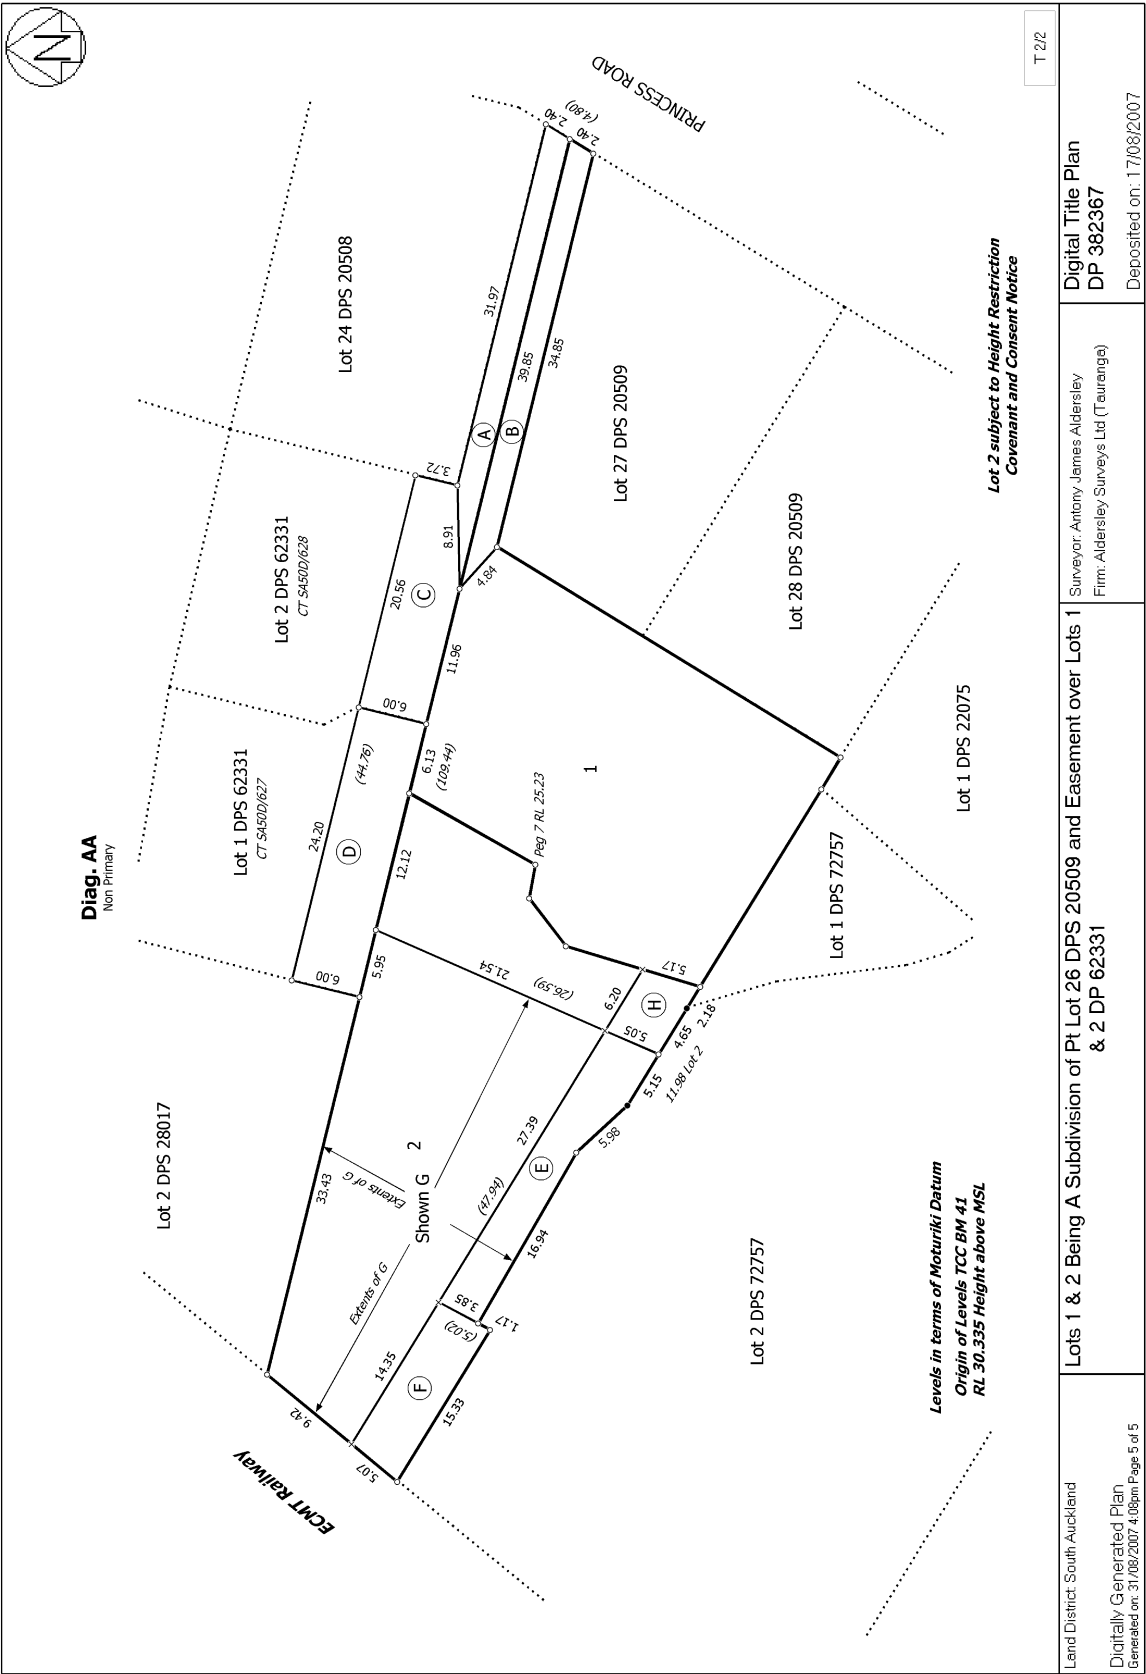 N
T 2/2
Diag. AA
Non Primary
PRINCESS ROAD
2.40
(4.80)
2.40
Lot 24 DPS 20508
31.97
A
39.85
B
34.85
Lot 27 DPS 20509
Lot 2 DPS 62331
CT SA50D/628
3.72
8.91
20.56
C
4.84
11.96
6.00
Lot 28 DPS 20509
Lot 1 DPS 62331
CT SA50D/627
(44.76)
24.20
D
6.13
(109.44)
12.12
1
Peg 7 RL 25.23
Lot 1 DPS 22075
Lot 1 DPS 72757
6.00
5.95
21.54
(26.59)
5.17
6.20
H
5.05
4.65
2.18
5.15
11.98 Lot 2
5.98
Lot 2 DPS 28017
33.43
Extents of G
2
Shown G
27.39
(47.94)
E
16.94
Extents of G
3.85
(5.02)
1.17
14.35
F
15.33
9.42
5.07
ECMT Railway
Lot 2 DPS 72757
Lot 2 subject to Height Restriction
Covenant and Consent Notice
Levels in terms of Moturiki Datum
Origin of Levels TCC BM 41
RL 30.335 Height above MSL
Land District: South Auckland
Digitally Generated Plan
Generated on: 31/08/2007 4:08pm Page 5 of 5
Lots 1 & 2 Being A Subdivision of Pt Lot 26 DPS 20509 and Easement over Lots 1
& 2 DP 62331
Surveyor: Antony James Aldersley
Firm: Aldersley Surveys Ltd (Tauranga)
Digital Title Plan
DP 382367
Deposited on: 17/08/2007